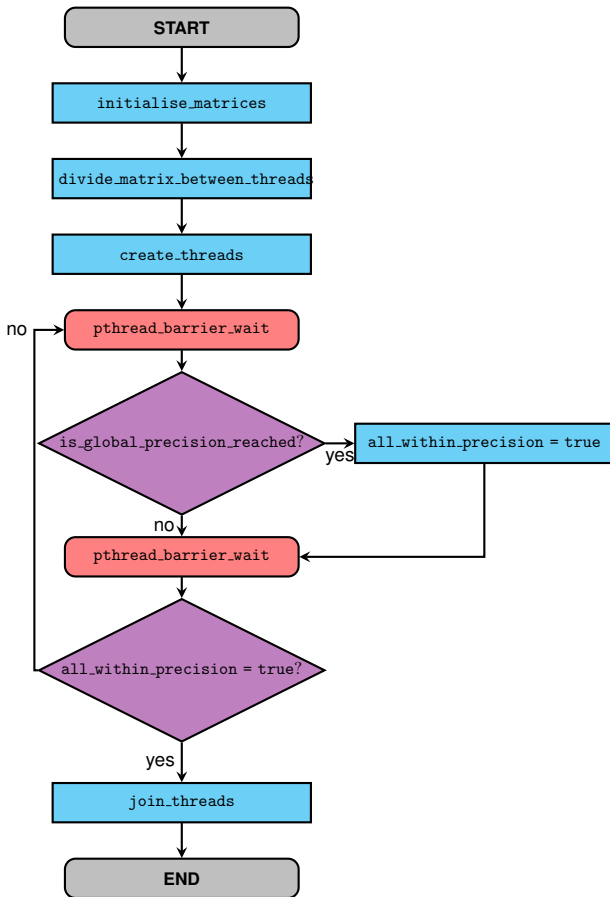 START
initialise_matrices
divide_matrix_between_threads
create_threads
no
pthread_barrier_wait
is_global_precision_reached?
yes
all_within_precision = true
no
pthread_barrier_wait
all_within_precision = true?
yes
join_threads
END